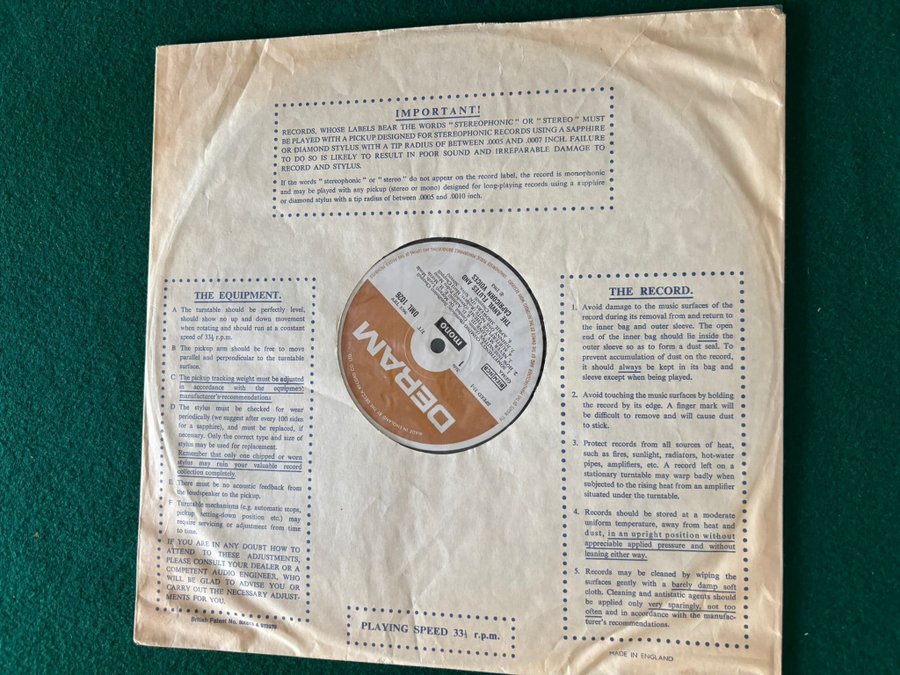 IMPORTANT!
RECORDS, WHOSE LABELS BEAR THE WORDS "STEREOPHONIC" OR "STEREO" MUST
BE PLAYED WITH A PICKUP DESIGNED FOR STEREOPHONIC RECORDS USING A SAPPHIRE
OR DIAMOND STYLUS WITH A TIP RADIUS OF BETWEEN .0005 AND .0007 INCH. FAILURE
TO DO SO IS LIKELY TO RESULT IN POOR SOUND AND IRREPARABLE DAMAGE TO
RECORD AND STYLUS.
If the words "stereophonic" or "stereo" do not appear on the record label, the record is monophonic
and may be played with any pickup (stereo or mono) designed for long-playing records using a sapphire
or diamond stylus with a tip radius of between .0005 and .0010 inch.
THE EQUIPMENT.
A The turntable should be perfectly level,
should show no up and down movement
when rotating and should run at a constant
speed of 33⅓ r.p.m.
B The pickup arm should be free to move
parallel and perpendicular to the turntable
surface.
C The pickup tracking weight must be adjusted
in accordance with the equipment
manufacturer's recommendations
D The stylus must be checked for wear
periodically (we suggest after every 100 sides
for a sapphire), and must be replaced, if
necessary. Only the correct type and size of
stylus may be used for replacement.
Remember that only one chipped or worn
stylus may ruin your valuable record
collection completely.
E There must be no acoustic feedback from
the loudspeaker to the pickup.
F Turntable mechanisms (e.g. automatic stops,
pickup setting-down position etc.) may
require servicing or adjustment from time
to time.
IF YOU ARE IN ANY DOUBT HOW TO
ATTEND TO THESE ADJUSTMENTS,
PLEASE CONSULT YOUR DEALER OR A
COMPETENT AUDIO ENGINEER, WHO
WILL BE GLAD TO ADVISE YOU OR
CARRY OUT THE NECESSARY ADJUST-
MENTS FOR YOU.
British Patent No.
DERAM
mono
DML 1026
THE AMEN, FLUTES AND
SPEED 33⅓
PLAYING SPEED 33⅓ r.p.m.
THE RECORD.
1. Avoid damage to the music surfaces of the
record during its removal from and return to
the inner bag and outer sleeve. The open
end of the inner bag should lie inside the
outer sleeve so as to form a dust seal. To
prevent accumulation of dust on the record,
it should always be kept in its bag and
sleeve except when being played.
2. Avoid touching the music surfaces by holding
the record by its edge. A finger mark will
be difficult to remove and will cause dust
to stick.
3. Protect records from all sources of heat,
such as fires, sunlight, radiators, hot-water
pipes, amplifiers, etc. A record left on a
stationary turntable may warp badly when
subjected to the rising heat from an amplifier
situated under the turntable.
4. Records should be stored at a moderate
uniform temperature, away from heat and
dust, in an upright position without
appreciable applied pressure and without
leaning either way.
5. Records may be cleaned by wiping the
surfaces gently with a barely damp soft
cloth. Cleaning and antistatic agents should
be applied only very sparingly, not too
often and in accordance with the manufac-
turer's recommendations.
MADE IN ENGLAND